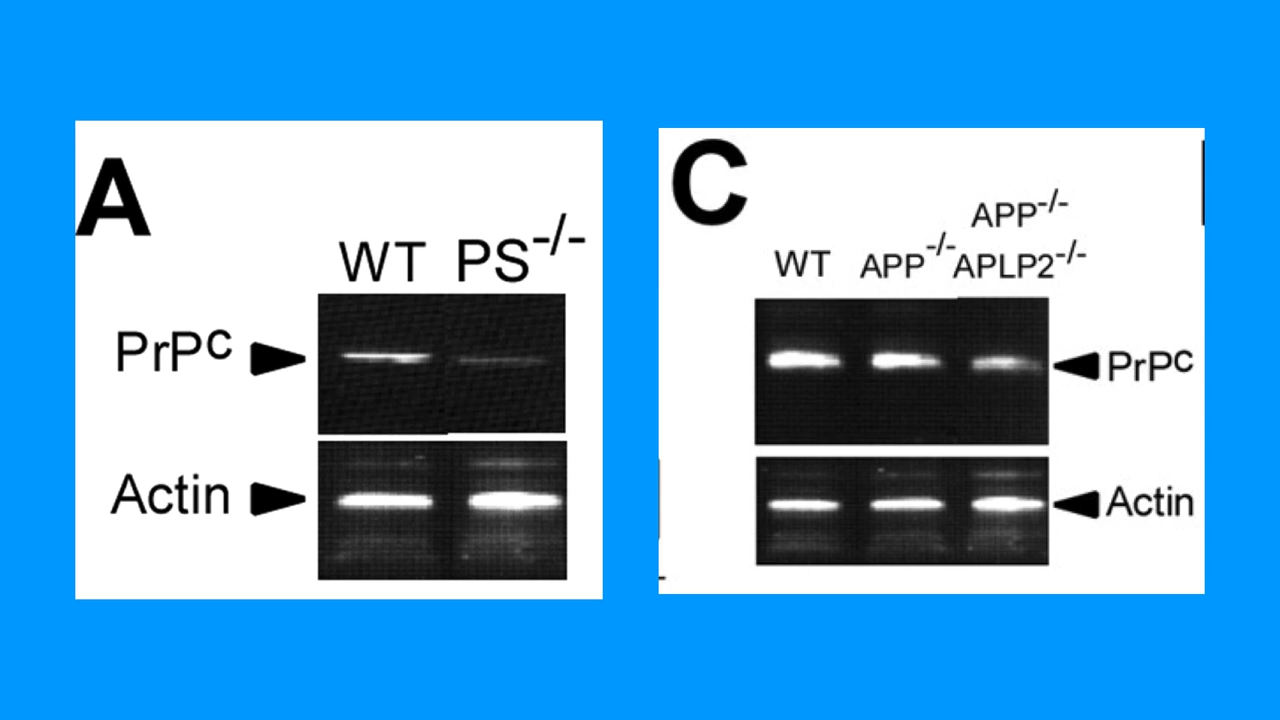 A
WT PS-/-
PrPc
Actin
C
APP-/-
WT APP-/- APLP2-/-
PrPc
Actin